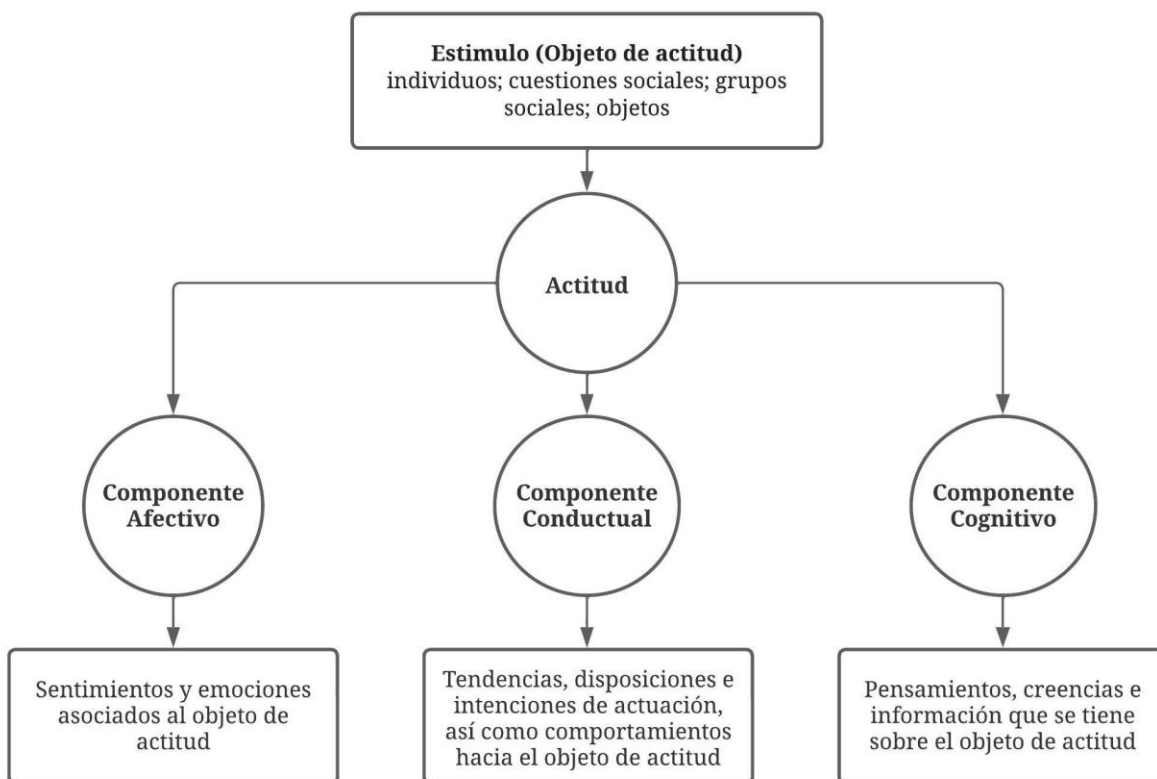 Estimulo (Objeto de actitud)
individuos; cuestiones sociales; grupos
sociales; objetos
Actitud
Componente
Afectivo
Componente
Conductual
Componente
Cognitivo
Sentimientos y emociones
asociados al objeto de
actitud
Tendencias, disposiciones e
intenciones de actuación,
así como comportamientos
hacia el objeto de actitud
Pensamientos, creencias e
información que se tiene
sobre el objeto de actitud